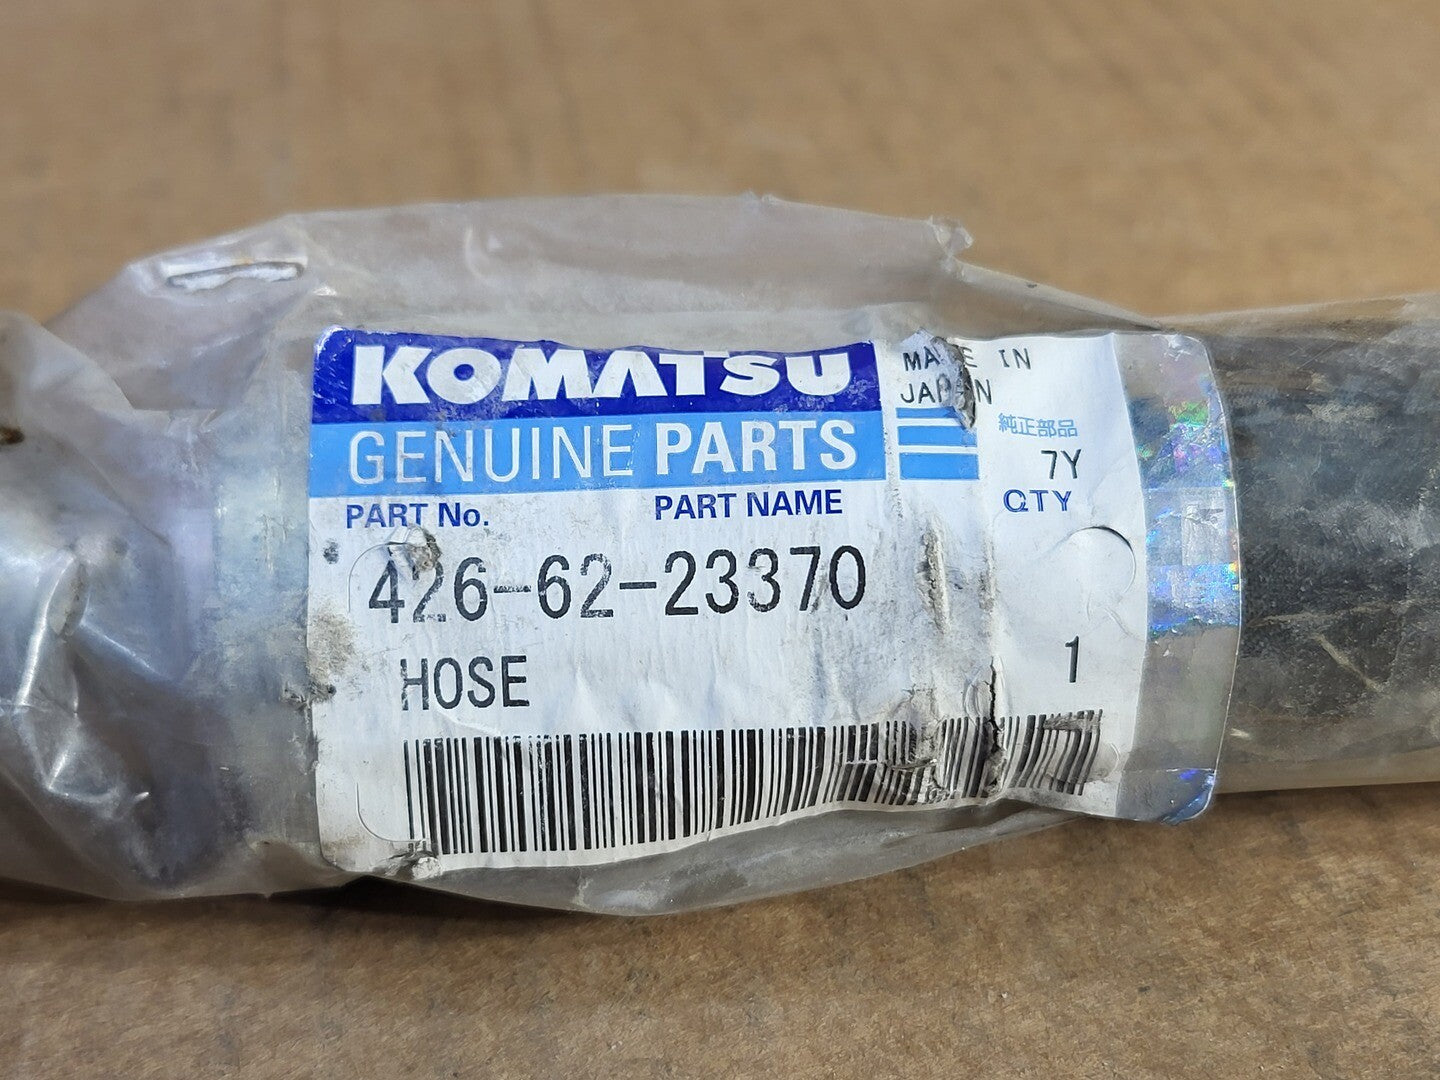 KOMATSU
GENUINE PARTS
MADE IN
JAPAN
純正部品
7Y
PART No.
PART NAME
QTY
426-62-23370
HOSE
1